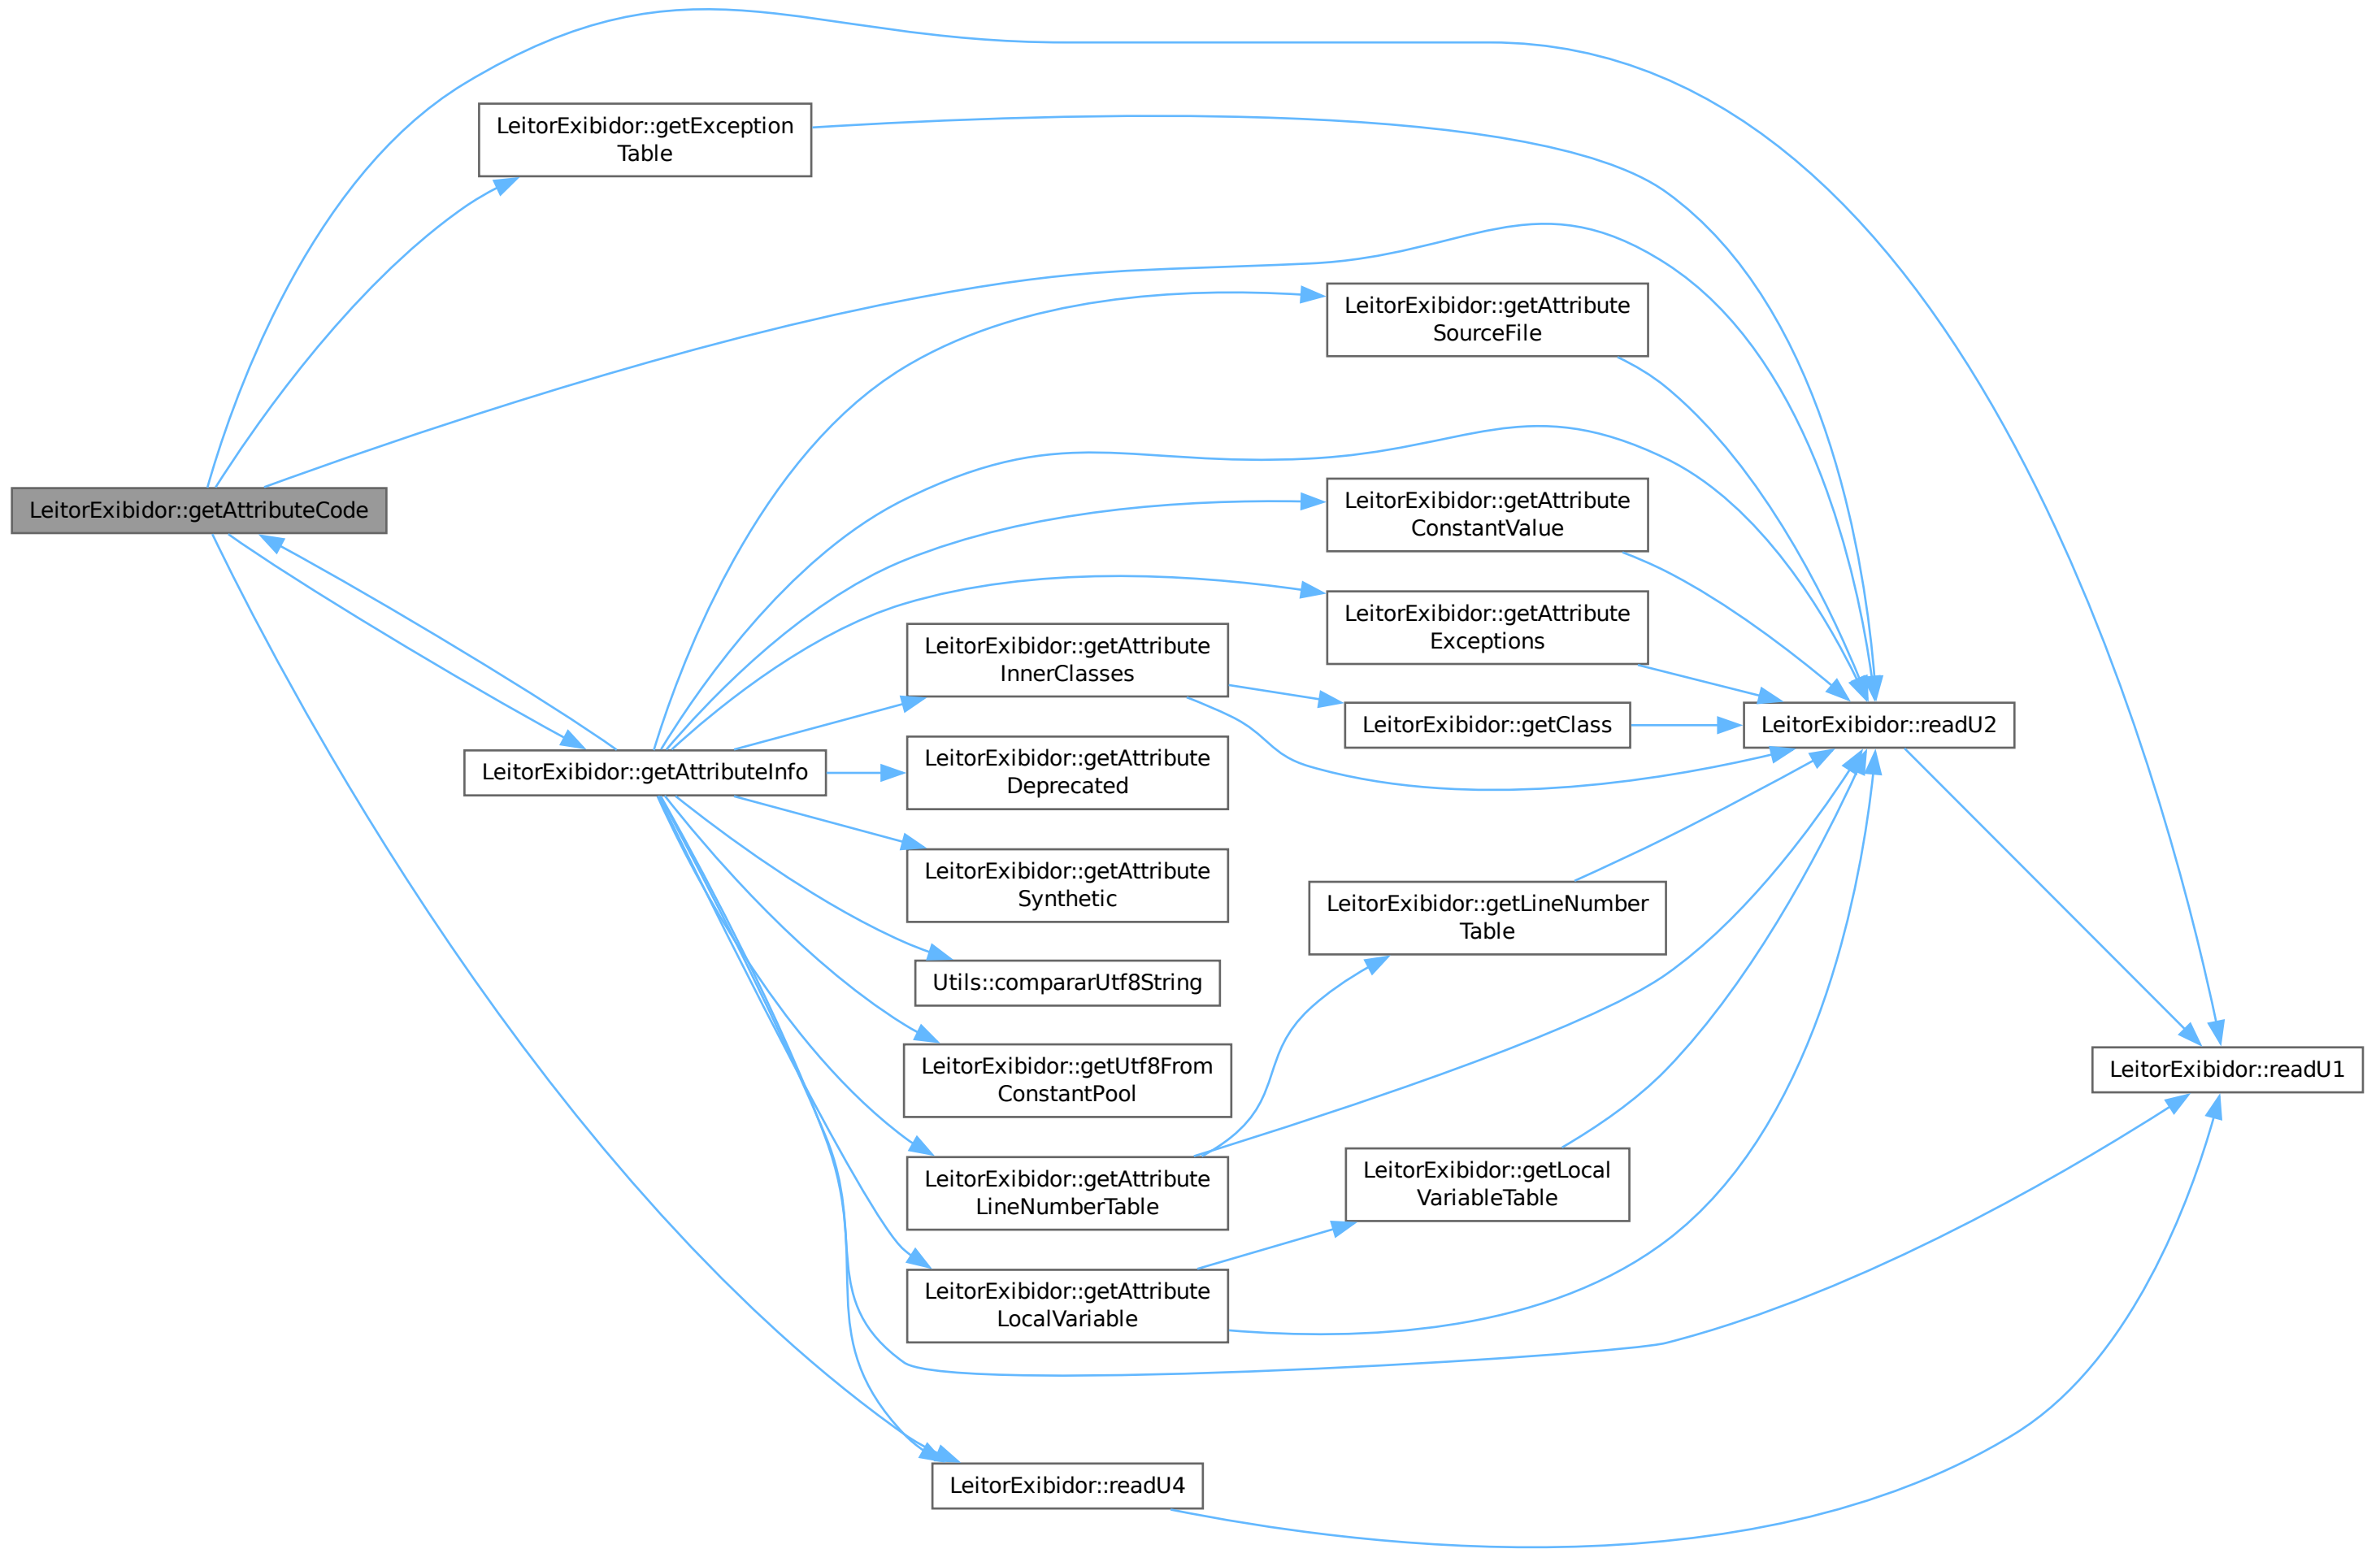 LeitorExibidor::getAttributeCode
LeitorExibidor::getException
Table
LeitorExibidor::getAttributeInfo
LeitorExibidor::getAttribute
InnerClasses
LeitorExibidor::getAttribute
Deprecated
LeitorExibidor::getAttribute
Synthetic
Utils::compararUtf8String
LeitorExibidor::getUtf8From
ConstantPool
LeitorExibidor::getAttribute
LineNumberTable
LeitorExibidor::getAttribute
LocalVariable
LeitorExibidor::readU4
LeitorExibidor::getAttribute
SourceFile
LeitorExibidor::getAttribute
ConstantValue
LeitorExibidor::getAttribute
Exceptions
LeitorExibidor::getClass
LeitorExibidor::getLineNumber
Table
LeitorExibidor::getLocal
VariableTable
LeitorExibidor::readU2
LeitorExibidor::readU1